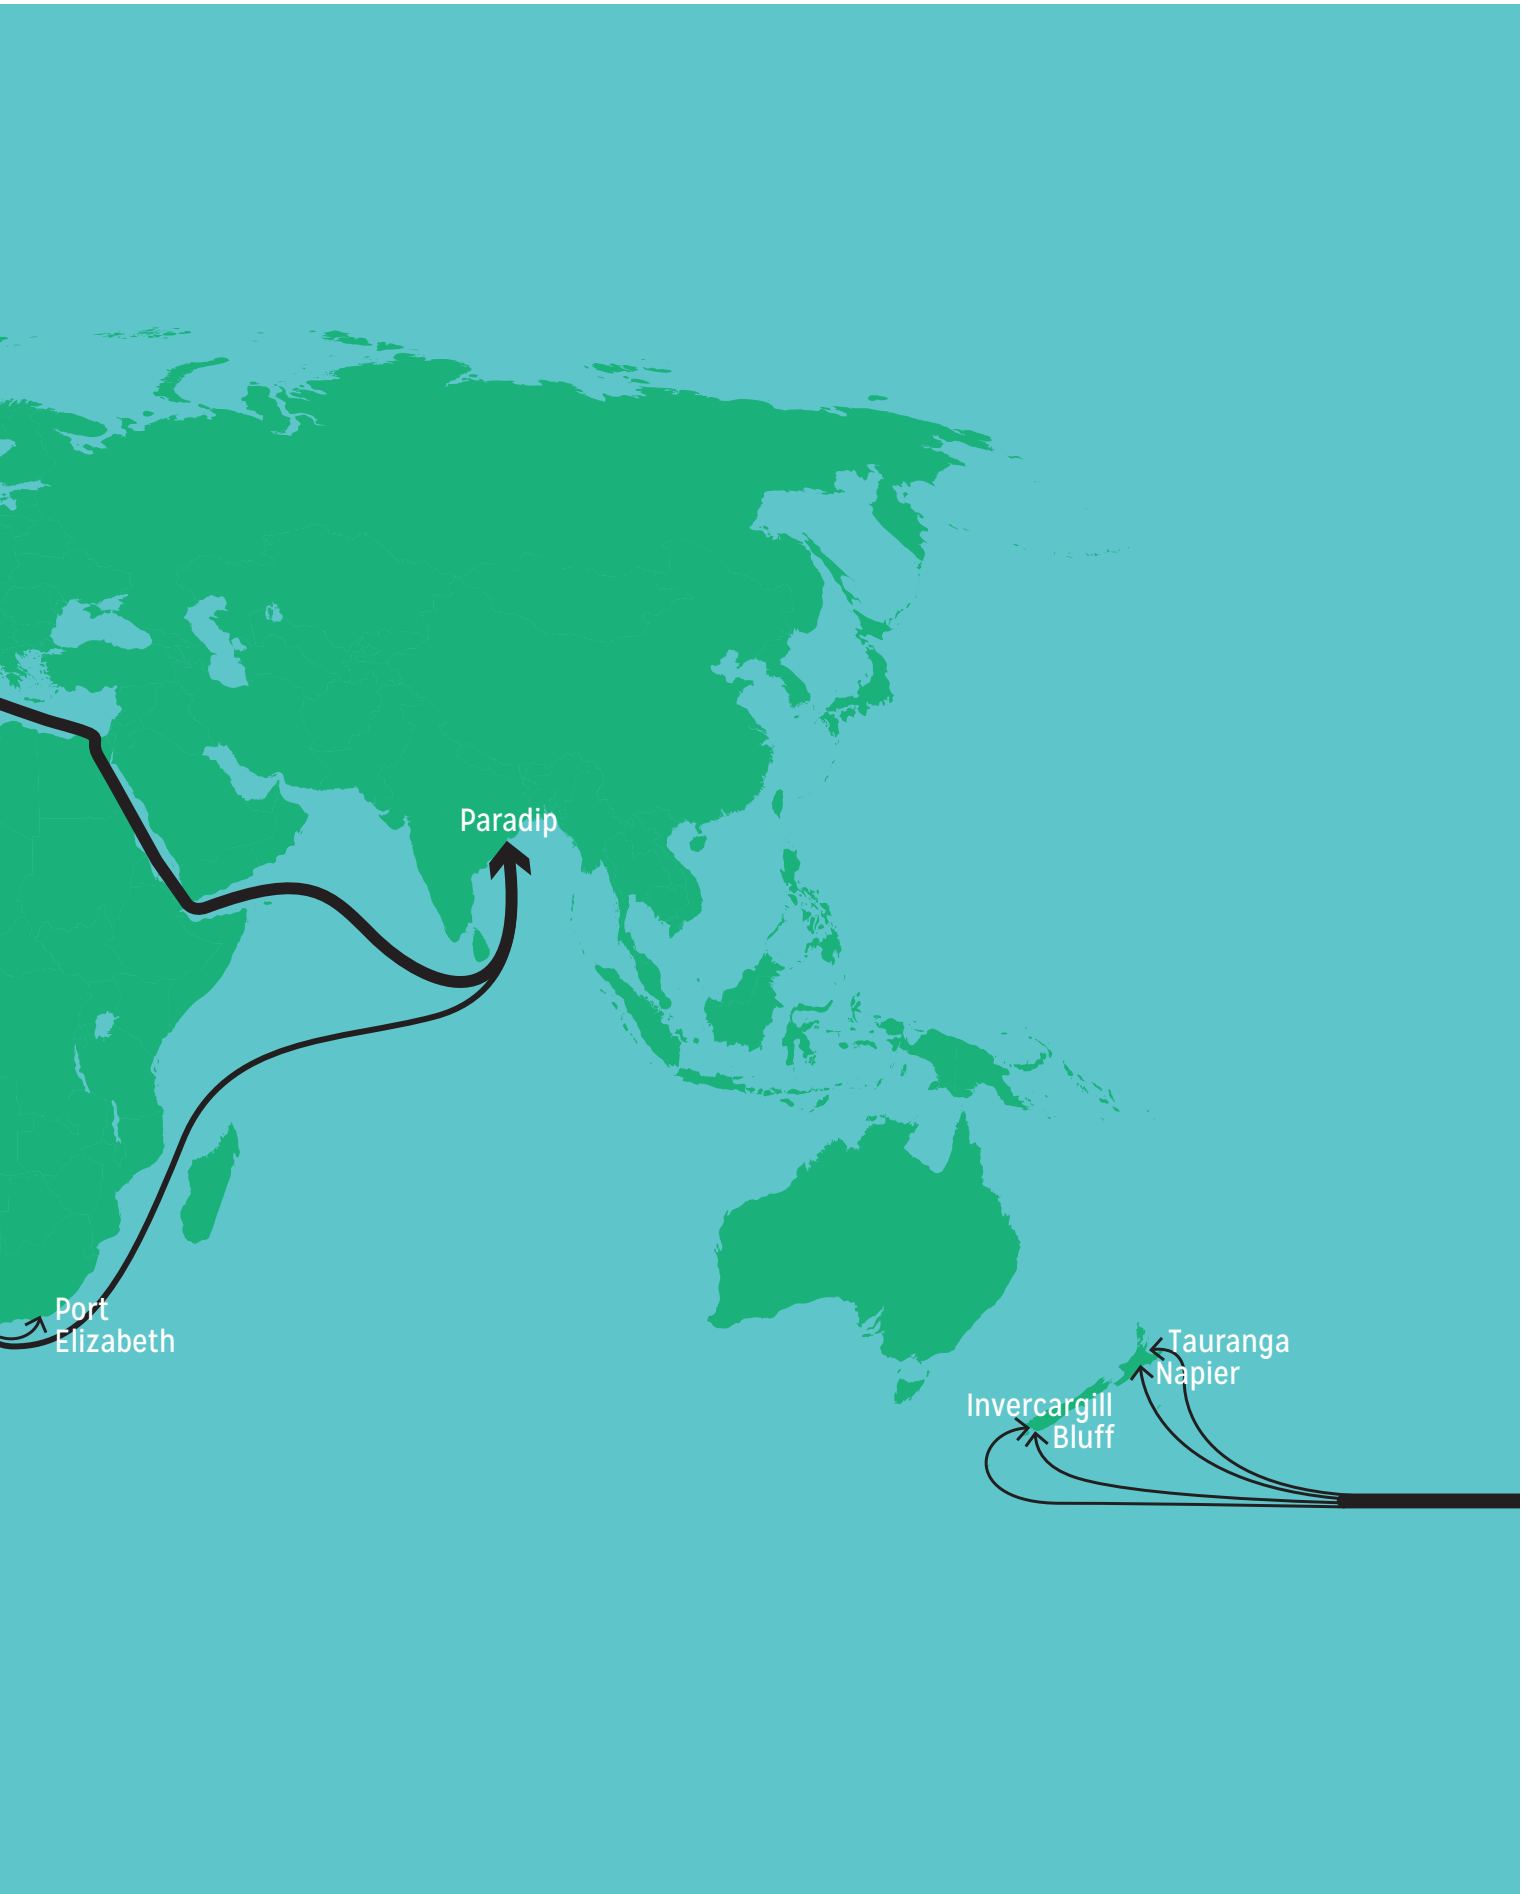 Paradip
Port
Elizabeth
Tauranga
Napier
Invercargill
Bluff